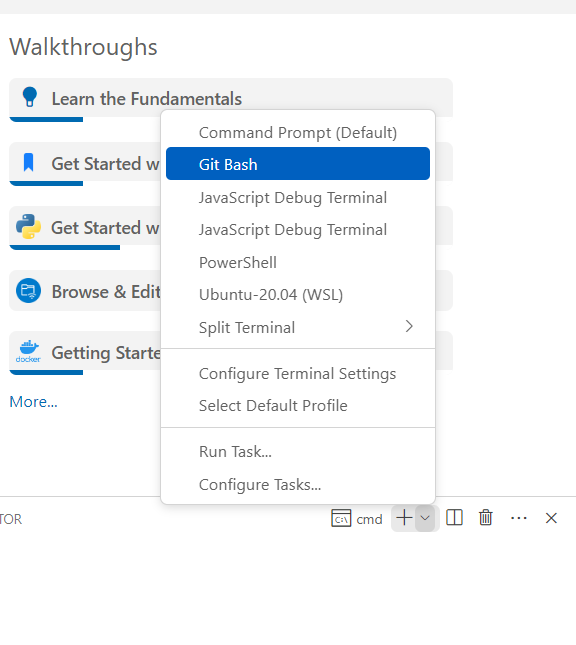 Walkthroughs
Learn the Fundamentals
Get Started w
Get Started w
Browse & Edit
docker
Getting Starte
More...
Command Prompt (Default)
Git Bash
JavaScript Debug Terminal
JavaScript Debug Terminal
PowerShell
Ubuntu-20.04 (WSL)
Split Terminal
Configure Terminal Settings
Select Default Profile
Run Task...
Configure Tasks...
TOR
C:\ cmd